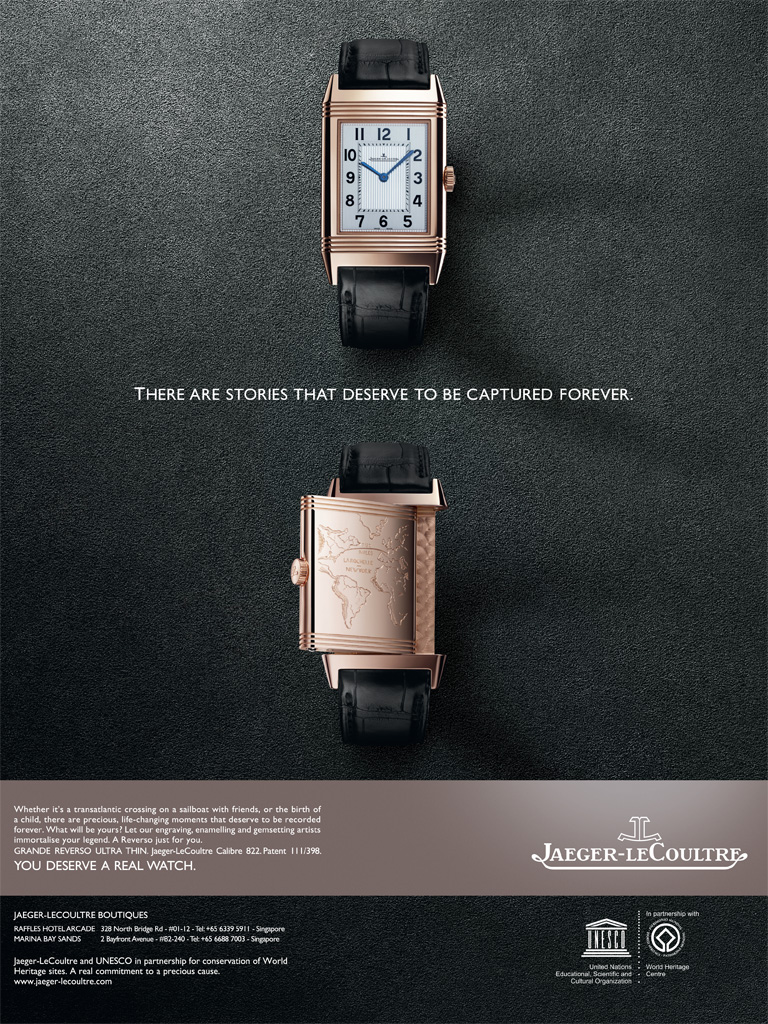 11 12 1
10 2
9 3
8 4
7 6 5
JAEGER-LECOULTRE
THERE ARE STORIES THAT DESERVE TO BE CAPTURED FOREVER.
Whether it's a transatlantic crossing on a sailboat with friends, or the birth of
a child, there are precious, life-changing moments that deserve to be recorded
forever. What will be yours? Let our engraving, enamelling and gemsetting artists
immortalise your legend. A Reverso just for you.
GRANDE REVERSO ULTRA THIN. Jaeger-LeCoultre Calibre 822. Patent 111/398.
YOU DESERVE A REAL WATCH.
JAEGER-LECOULTRE
JAEGER-LECOULTRE BOUTIQUES
RAFFLES HOTEL ARCADE 328 North Bridge Rd - #01-12 - Tel: +65 6339 5911 - Singapore
MARINA BAY SANDS 2 Bayfront Avenue - #B2-240 - Tel: +65 6688 7003 - Singapore
Jaeger-LeCoultre and UNESCO in partnership for conservation of World
Heritage sites. A real commitment to a precious cause.
www.jaeger-lecoultre.com
UNESCO
United Nations
Educational, Scientific and
Cultural Organization
In partnership with
World Heritage
Centre